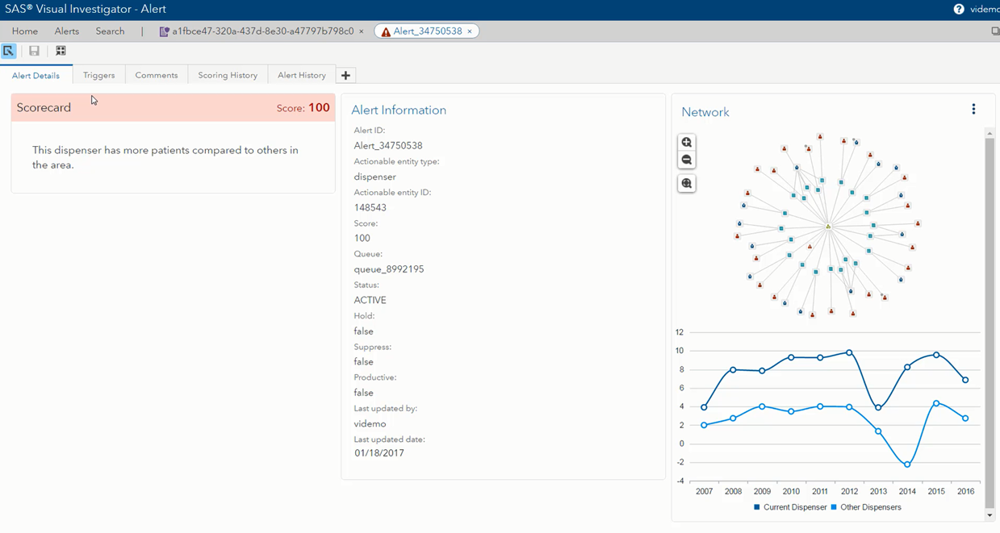 SAS® Visual Investigator - Alert
Home Alerts Search | a1fbce47-320a-437d-8e30-a47797b798c0 × Alert_34750538 ×
Alert Details Triggers Comments Scoring History Alert History
Scorecard Score: 100
This dispenser has more patients compared to others in
the area.
Alert Information
Alert ID:
Alert_34750538
Actionable entity type:
dispenser
Actionable entity ID:
148543
Score:
100
Queue:
queue_8992195
Status:
ACTIVE
Hold:
false
Suppress:
false
Productive:
false
Last updated by:
videmo
Last updated date:
01/18/2017
Network
12
10
8
6
4
2
0
-2
-4
2007 2008 2009 2010 2011 2012 2013 2014 2015 2016
Current Dispenser Other Dispensers